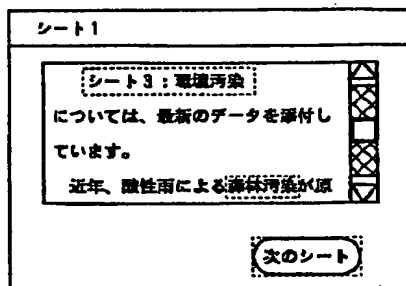 シート1
シート3：環境汚染
については、最新のデータを添付し
ています。
近年、酸性雨による森林汚染が原
次のシート